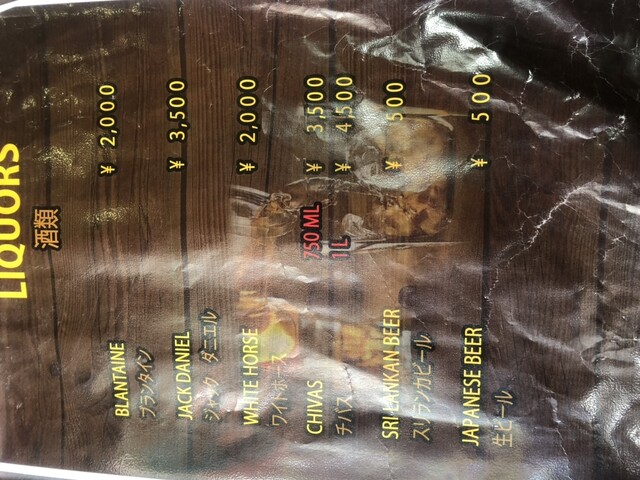 LIQUORS
酒類
BLANTAINE ¥ 2,000
ブランタイン
JACK DANIEL ¥ 3,500
ジャック ダニエル
WHITE HORSE ¥ 2,000
ワイトホース
CHIVAS 750 ML ¥ 3,500
チバス 1 L ¥ 4,500
SRI LANKAN BEER ¥ 500
スリランカビール
JAPANESE BEER ¥ 500
生ビール